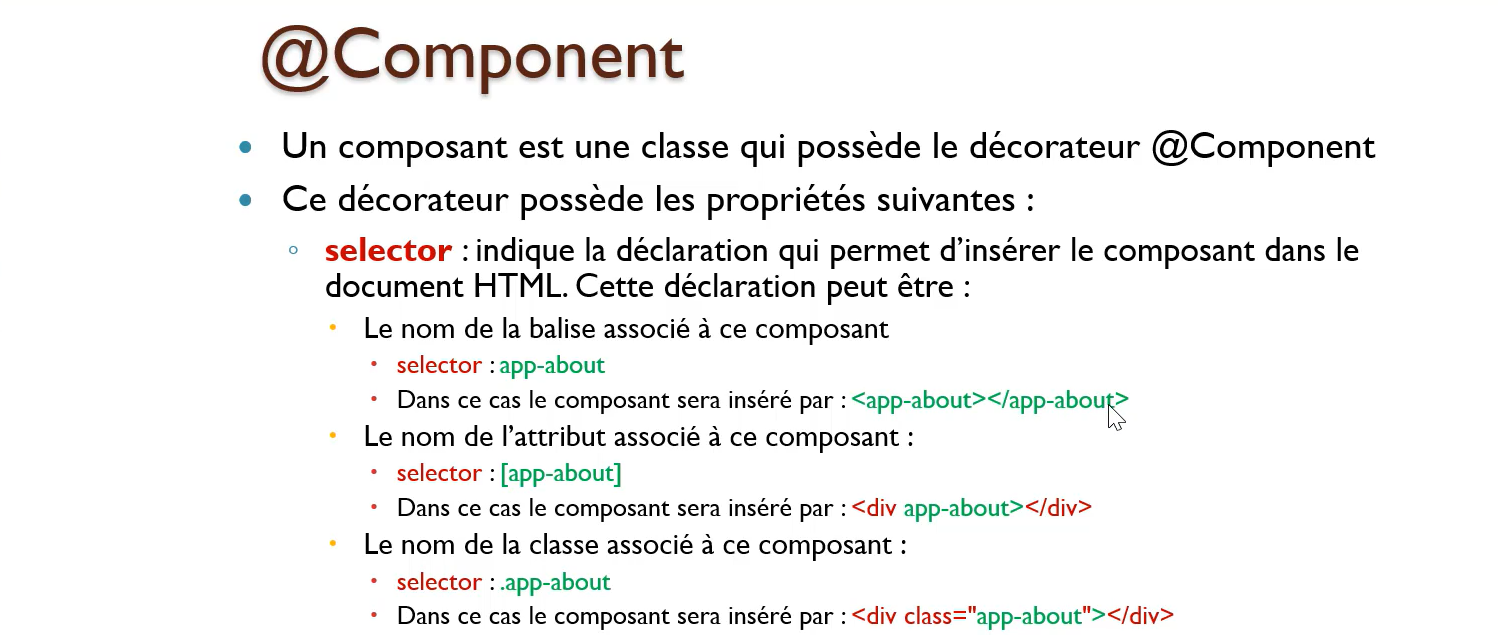 @Component
Un composant est une classe qui possède le décorateur @Component
Ce décorateur possède les propriétés suivantes :
selector : indique la déclaration qui permet d’insérer le composant dans le
document HTML. Cette déclaration peut être :
Le nom de la balise associé à ce composant
selector : app-about
Dans ce cas le composant sera inséré par : <app-about></app-about>
Le nom de l’attribut associé à ce composant :
selector : [app-about]
Dans ce cas le composant sera inséré par : <div app-about></div>
Le nom de la classe associé à ce composant :
selector : .app-about
Dans ce cas le composant sera inséré par : <div class="app-about"></div>